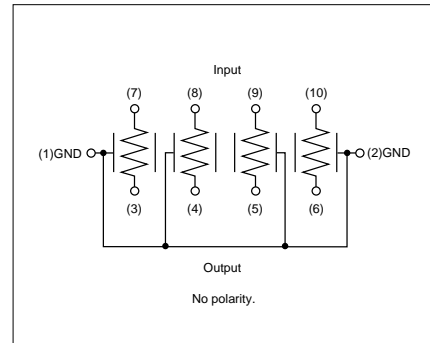 Input
(7) (8) (9) (10)
(1)GND (2)GND
(3) (4) (5) (6)
Output
No polarity.